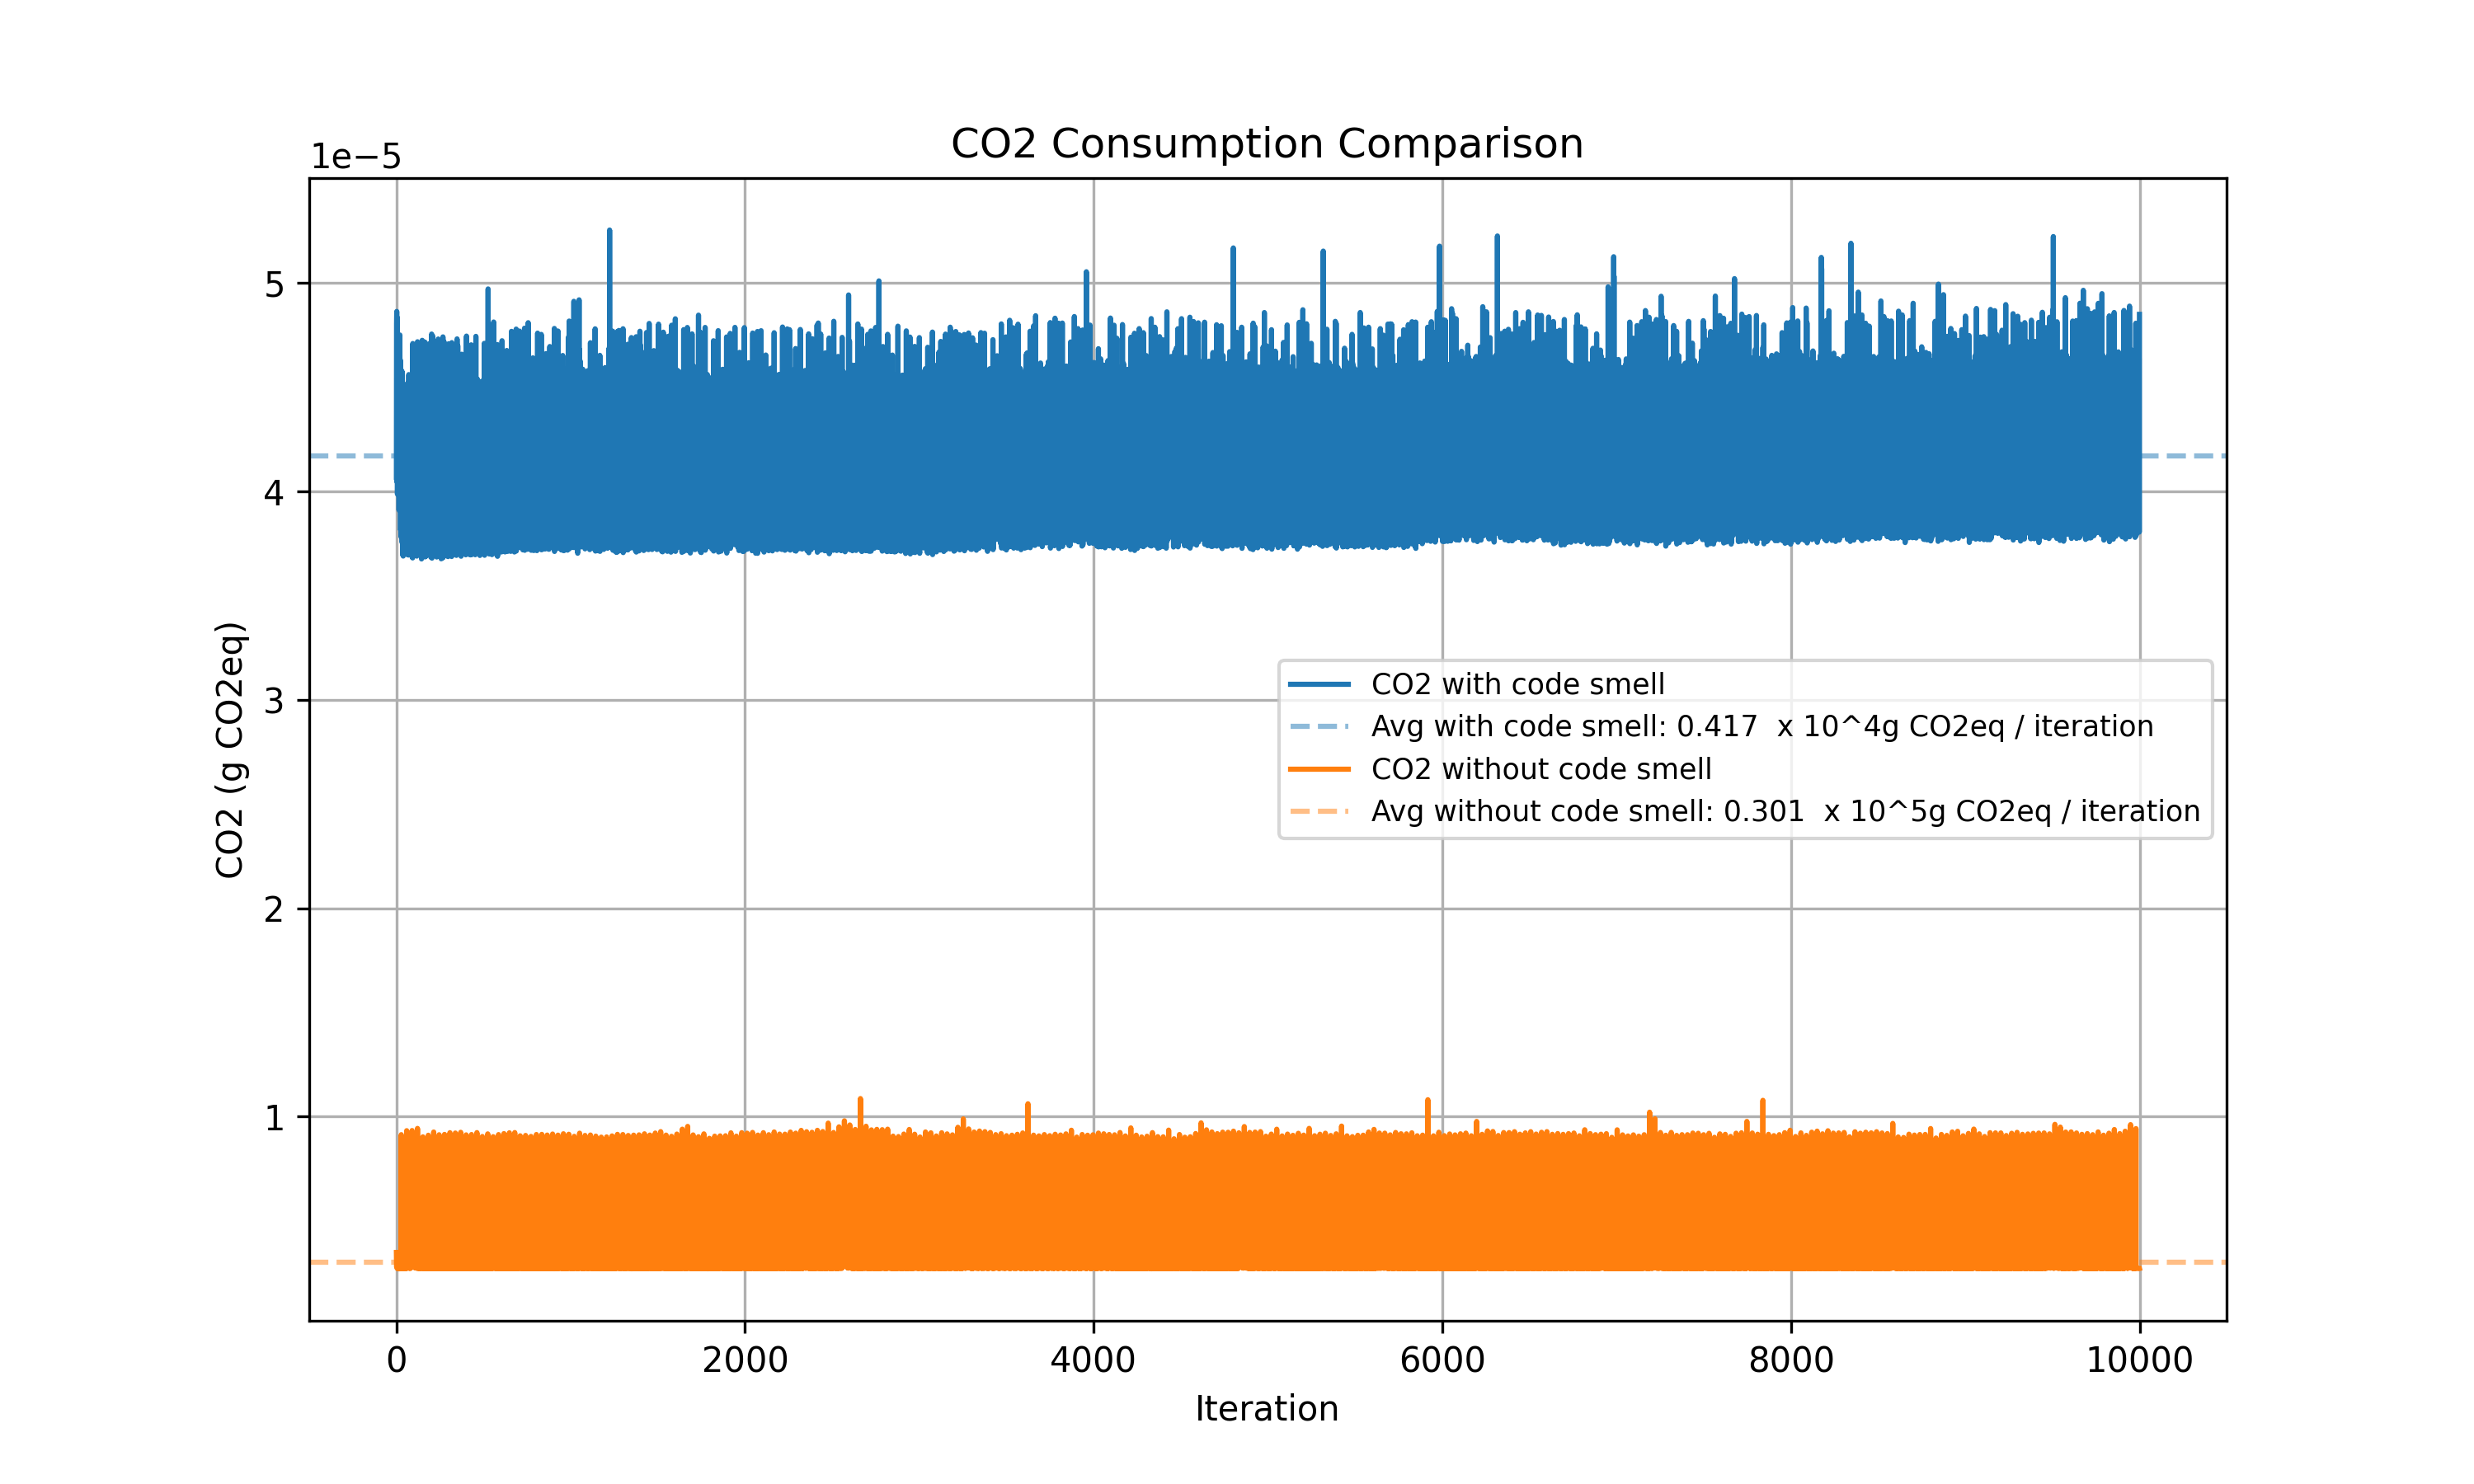 CO2 Consumption Comparison
1e−5
5
4
3
2
1
CO2 (g CO2eq)
CO2 with code smell
Avg with code smell: 0.417  x 10^4g CO2eq / iteration
CO2 without code smell
Avg without code smell: 0.301  x 10^5g CO2eq / iteration
0 2000 4000 6000 8000 10000
Iteration